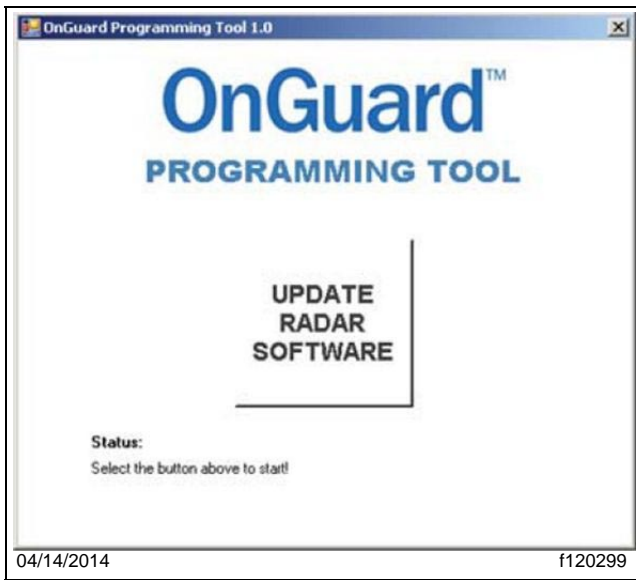 OnGuard Programming Tool 1.0
OnGuard™
PROGRAMMING TOOL
UPDATE
RADAR
SOFTWARE
Status:
Select the button above to start!
04/14/2014 f120299